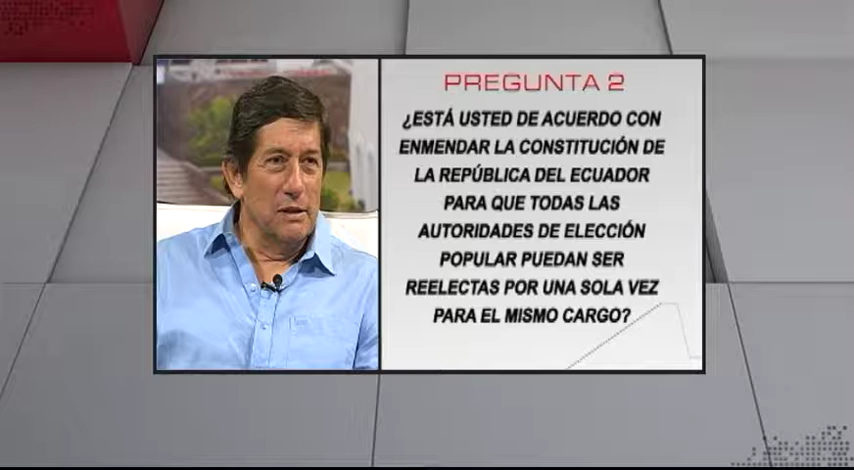 PREGUNTA 2
¿ESTÁ USTED DE ACUERDO CON
ENMENDAR LA CONSTITUCIÓN DE
LA REPÚBLICA DEL ECUADOR
PARA QUE TODAS LAS
AUTORIDADES DE ELECCIÓN
POPULAR PUEDAN SER
REELECTAS POR UNA SOLA VEZ
PARA EL MISMO CARGO?